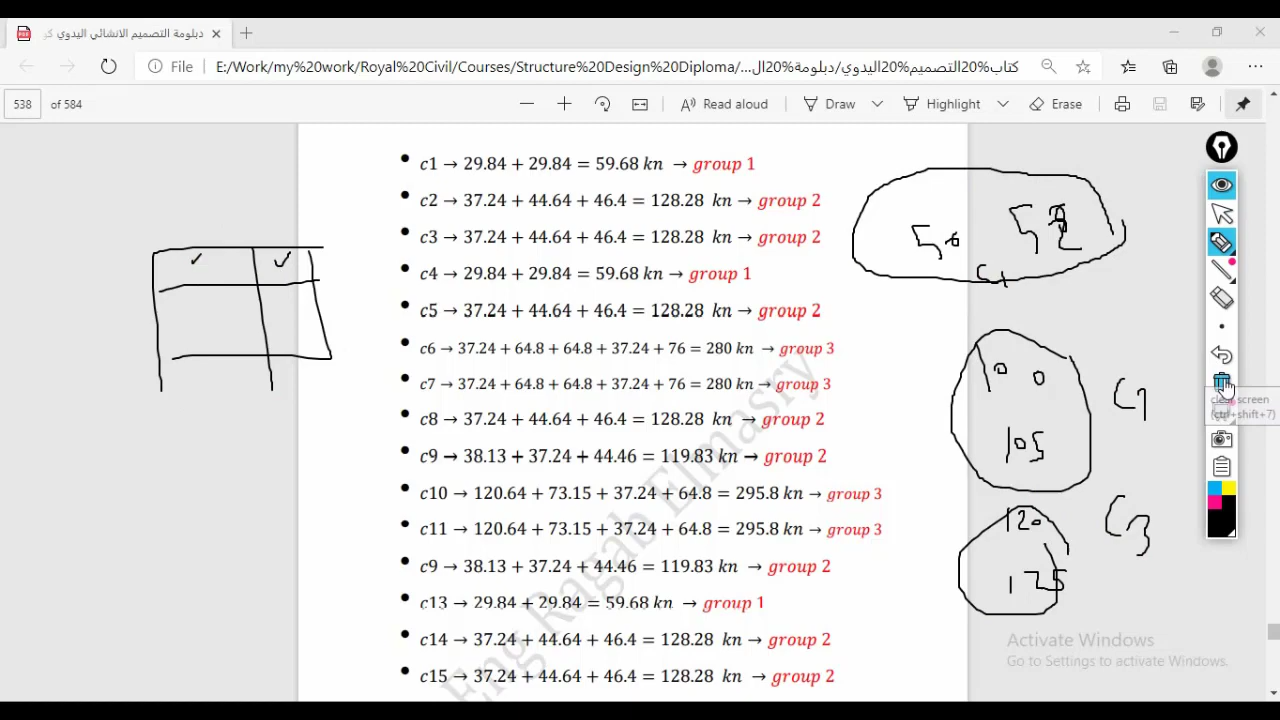 دبلومة التصميم الانشائي اليدوي كر
File E:/Work/my%20work/Royal%20Civil/Courses/Structure%20Design%20Diploma/...كتاب%20التصميم%20اليدوي/دبلومة%20ال
538 of 584 Read aloud Draw Highlight Erase
c1 → 29.84 + 29.84 = 59.68 kn → group 1
c2 → 37.24 + 44.64 + 46.4 = 128.28 kn → group 2
c3 → 37.24 + 44.64 + 46.4 = 128.28 kn → group 2
c4 → 29.84 + 29.84 = 59.68 kn → group 1
c5 → 37.24 + 44.64 + 46.4 = 128.28 kn → group 2
c6 → 37.24 + 64.8 + 64.8 + 37.24 + 76 = 280 kn → group 3
c7 → 37.24 + 64.8 + 64.8 + 37.24 + 76 = 280 kn → group 3
c8 → 37.24 + 44.64 + 46.4 = 128.28 kn → group 2
c9 → 38.13 + 37.24 + 44.46 = 119.83 kn → group 2
c10 → 120.64 + 73.15 + 37.24 + 64.8 = 295.8 kn → group 3
c11 → 120.64 + 73.15 + 37.24 + 64.8 = 295.8 kn → group 3
c9 → 38.13 + 37.24 + 44.46 = 119.83 kn → group 2
c13 → 29.84 + 29.84 = 59.68 kn → group 1
c14 → 37.24 + 44.64 + 46.4 = 128.28 kn → group 2
c15 → 37.24 + 44.64 + 46.4 = 128.28 kn → group 2
Eng Ragab Elmasry
C1
100
105
120 C3
125
clear screen
(ctrl+shift+7)
Activate Windows
Go to Settings to activate Windows.